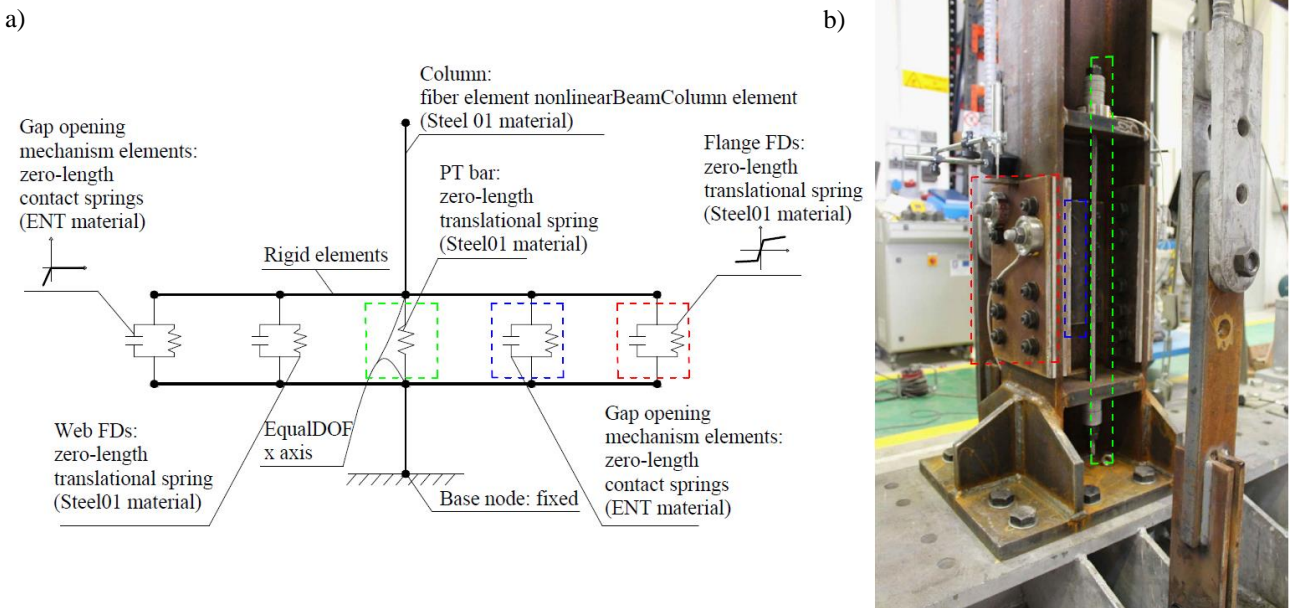 a)
b)
Column:
fiber element nonlinearBeamColumn element
(Steel 01 material)
Gap opening
mechanism elements:
zero-length
contact springs
(ENT material)
PT bar:
zero-length
translational spring
(Steel01 material)
Flange FDs:
zero-length
translational spring
(Steel01 material)
Rigid elements
Web FDs:
zero-length
translational spring
(Steel01 material)
EqualDOF
x axis
Base node: fixed
Gap opening
mechanism elements:
zero-length
contact springs
(ENT material)